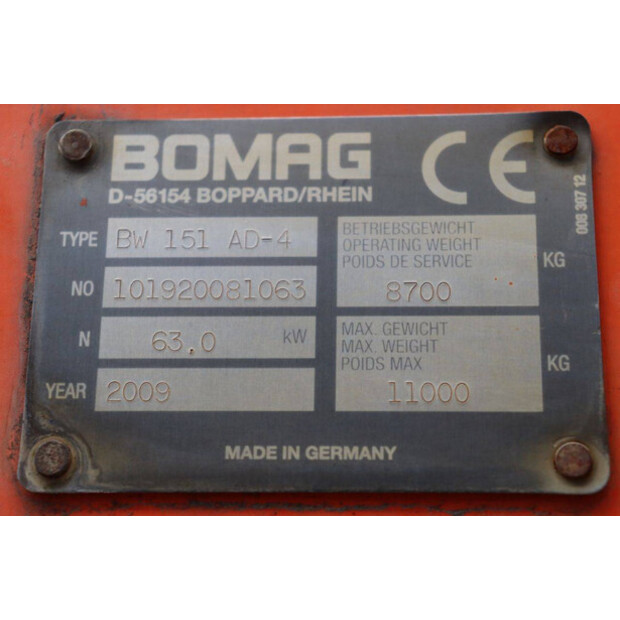 BOMAG
D-56154 BOPPARD/RHEIN
CE
TYPE BW 151 AD-4
NO 101920081063
N 63.0 kW
YEAR 2009
BETRIEBSGEWICHT
OPERATING WEIGHT
POIDS DE SERVICE
8700 KG
MAX. GEWICHT
MAX. WEIGHT
POIDS MAX
11000 KG
MADE IN GERMANY
008 307 12